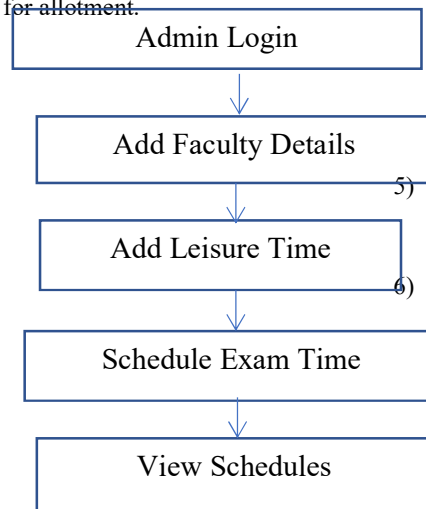 for allotment.
Admin Login
Add Faculty Details
5)
Add Leisure Time
6)
Schedule Exam Time
View Schedules